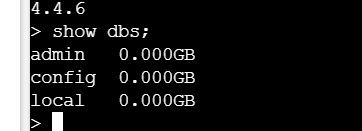 4.4.6
> show dbs;
admin   0.000GB
config  0.000GB
local   0.000GB
>